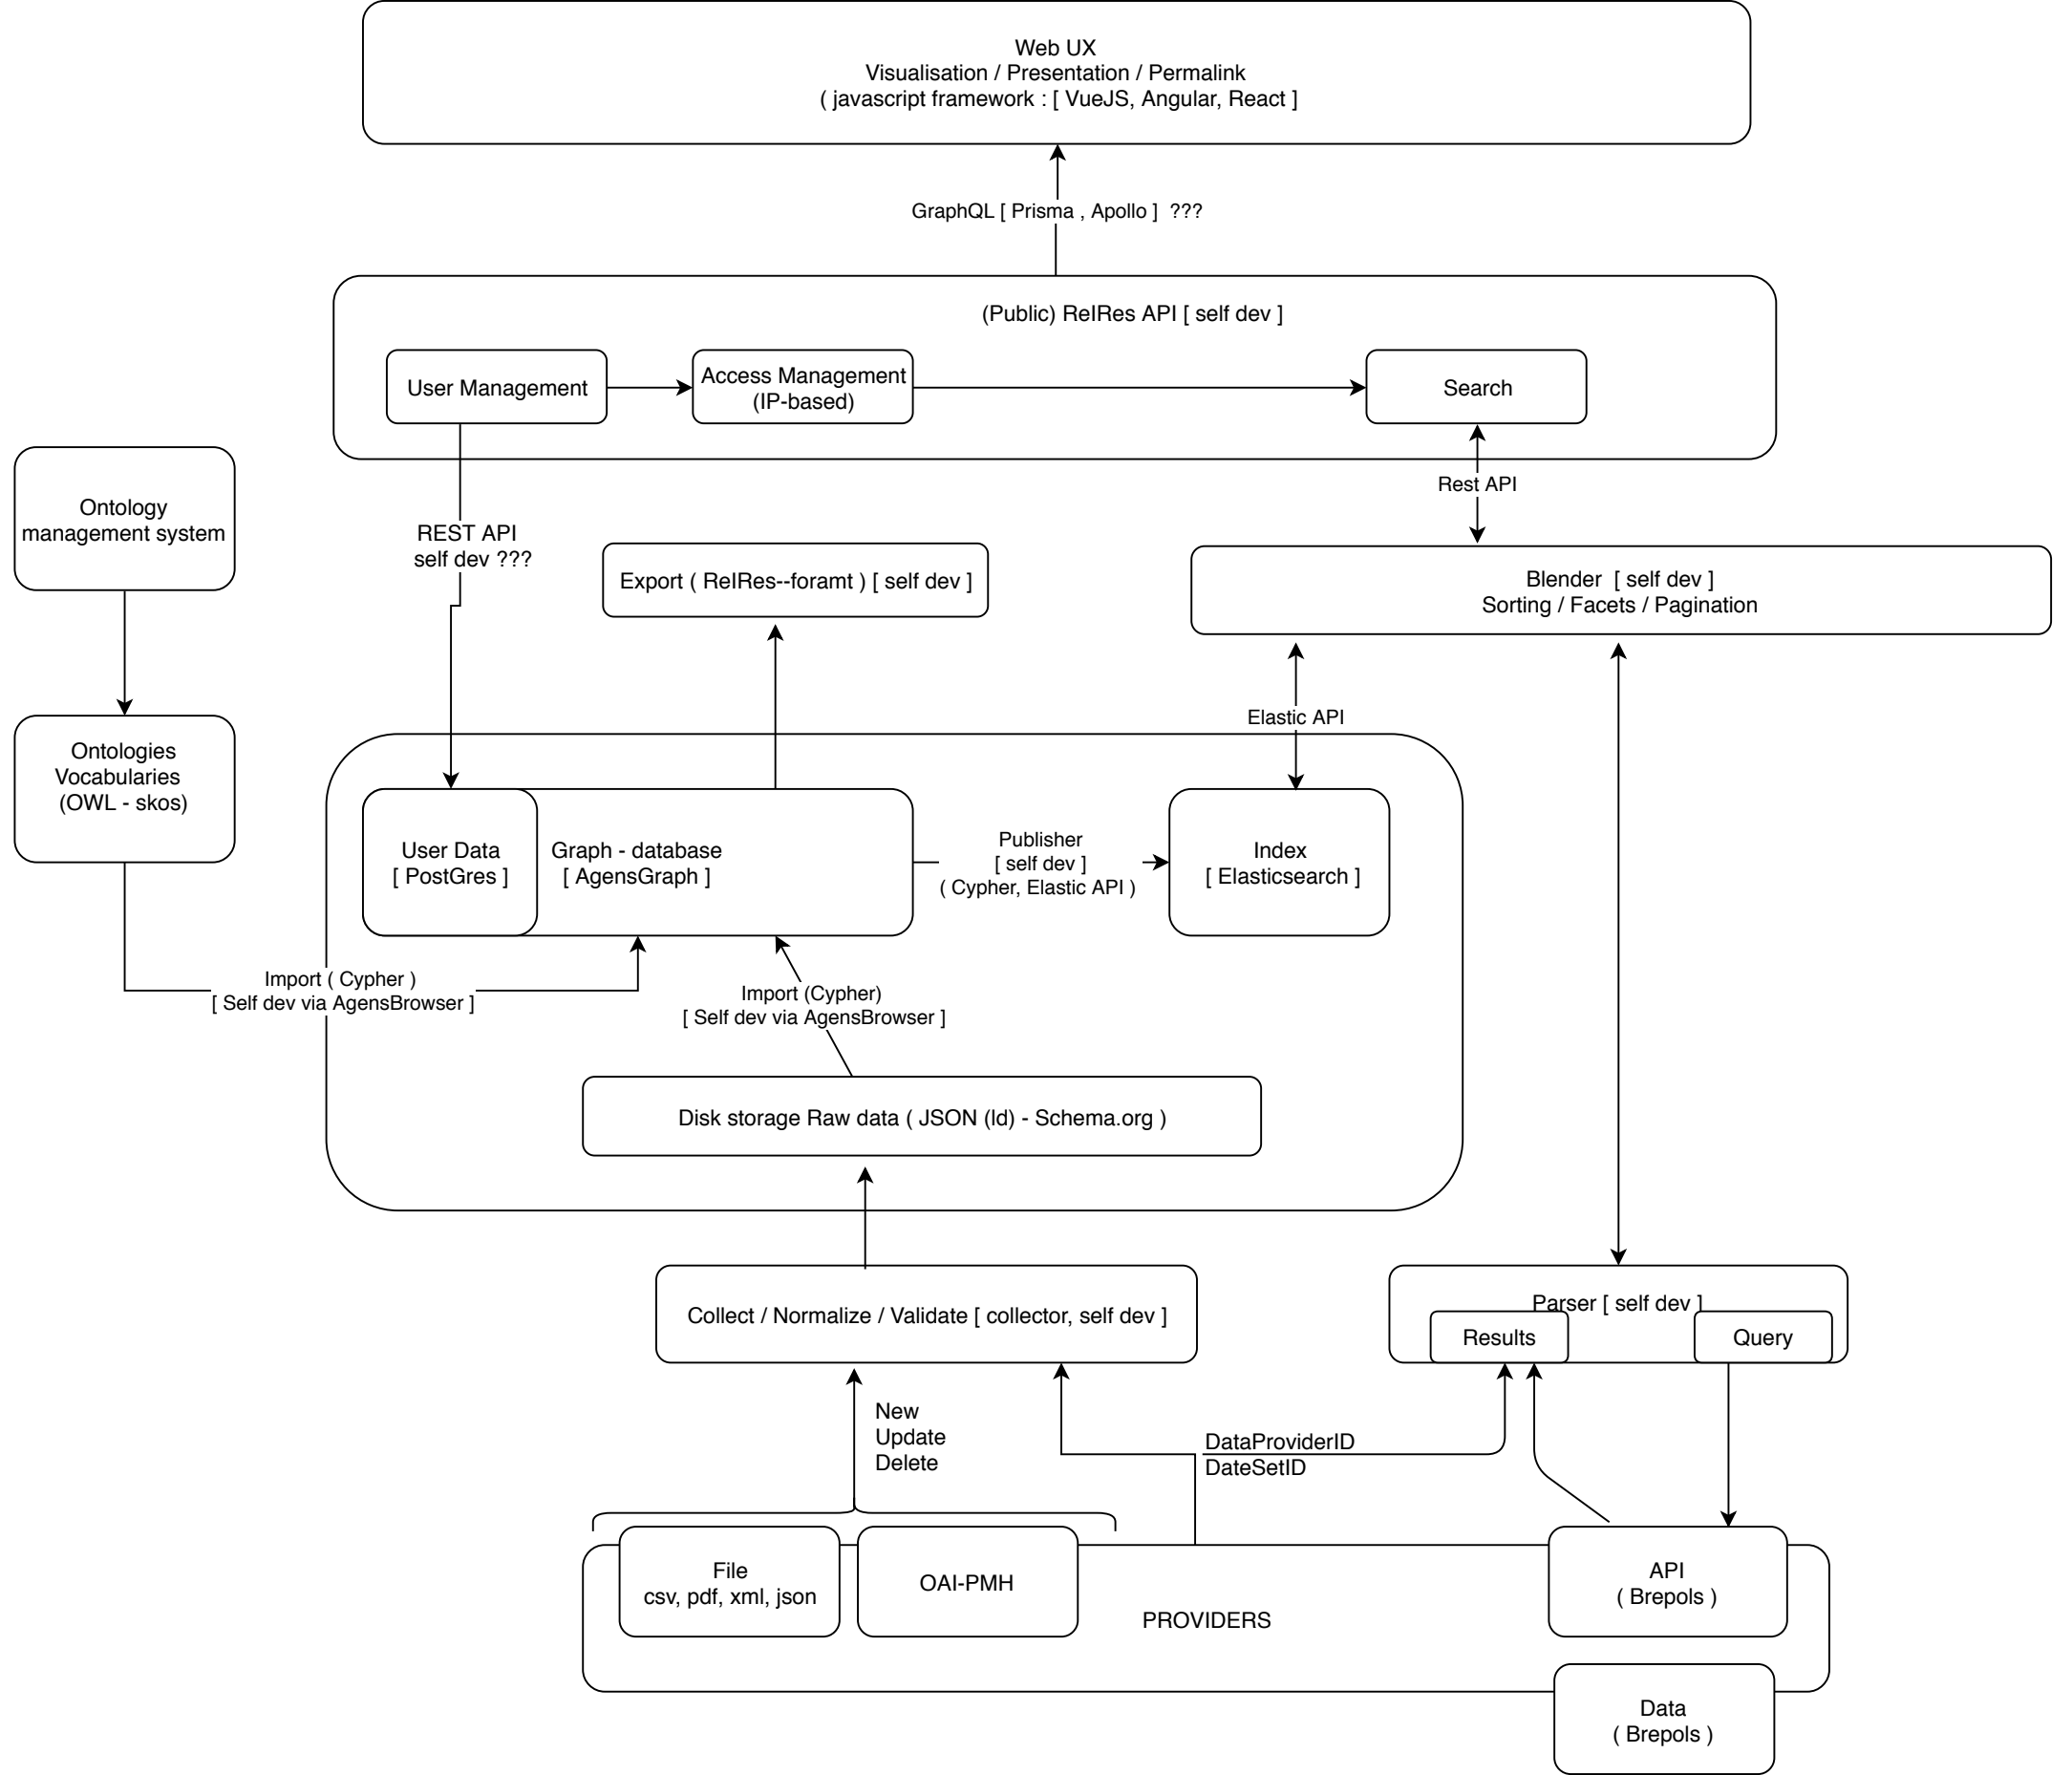 Web UX
Visualisation / Presentation / Permalink
( javascript framework : [ VueJS, Angular, React ]
GraphQL [ Prisma , Apollo ]  ???
(Public) ReIRes API [ self dev ]
User Management
Access Management
(IP-based)
Search
Rest API
Ontology
management system
REST API
self dev ???
Export ( ReIRes--foramt ) [ self dev ]
Blender  [ self dev ]
Sorting / Facets / Pagination
Elastic API
Ontologies
Vocabularies
(OWL - skos)
User Data
[ PostGres ]
Graph - database
[ AgensGraph ]
Publisher
[ self dev ]
( Cypher, Elastic API )
Index
[ Elasticsearch ]
Import ( Cypher )
[ Self dev via AgensBrowser ]
Import (Cypher)
[ Self dev via AgensBrowser ]
Disk storage Raw data ( JSON (ld) - Schema.org )
Collect / Normalize / Validate [ collector, self dev ]
Parser [ self dev ]
Results
Query
New
Update
Delete
DataProviderID
DateSetID
File
csv, pdf, xml, json
OAI-PMH
PROVIDERS
API
( Brepols )
Data
( Brepols )